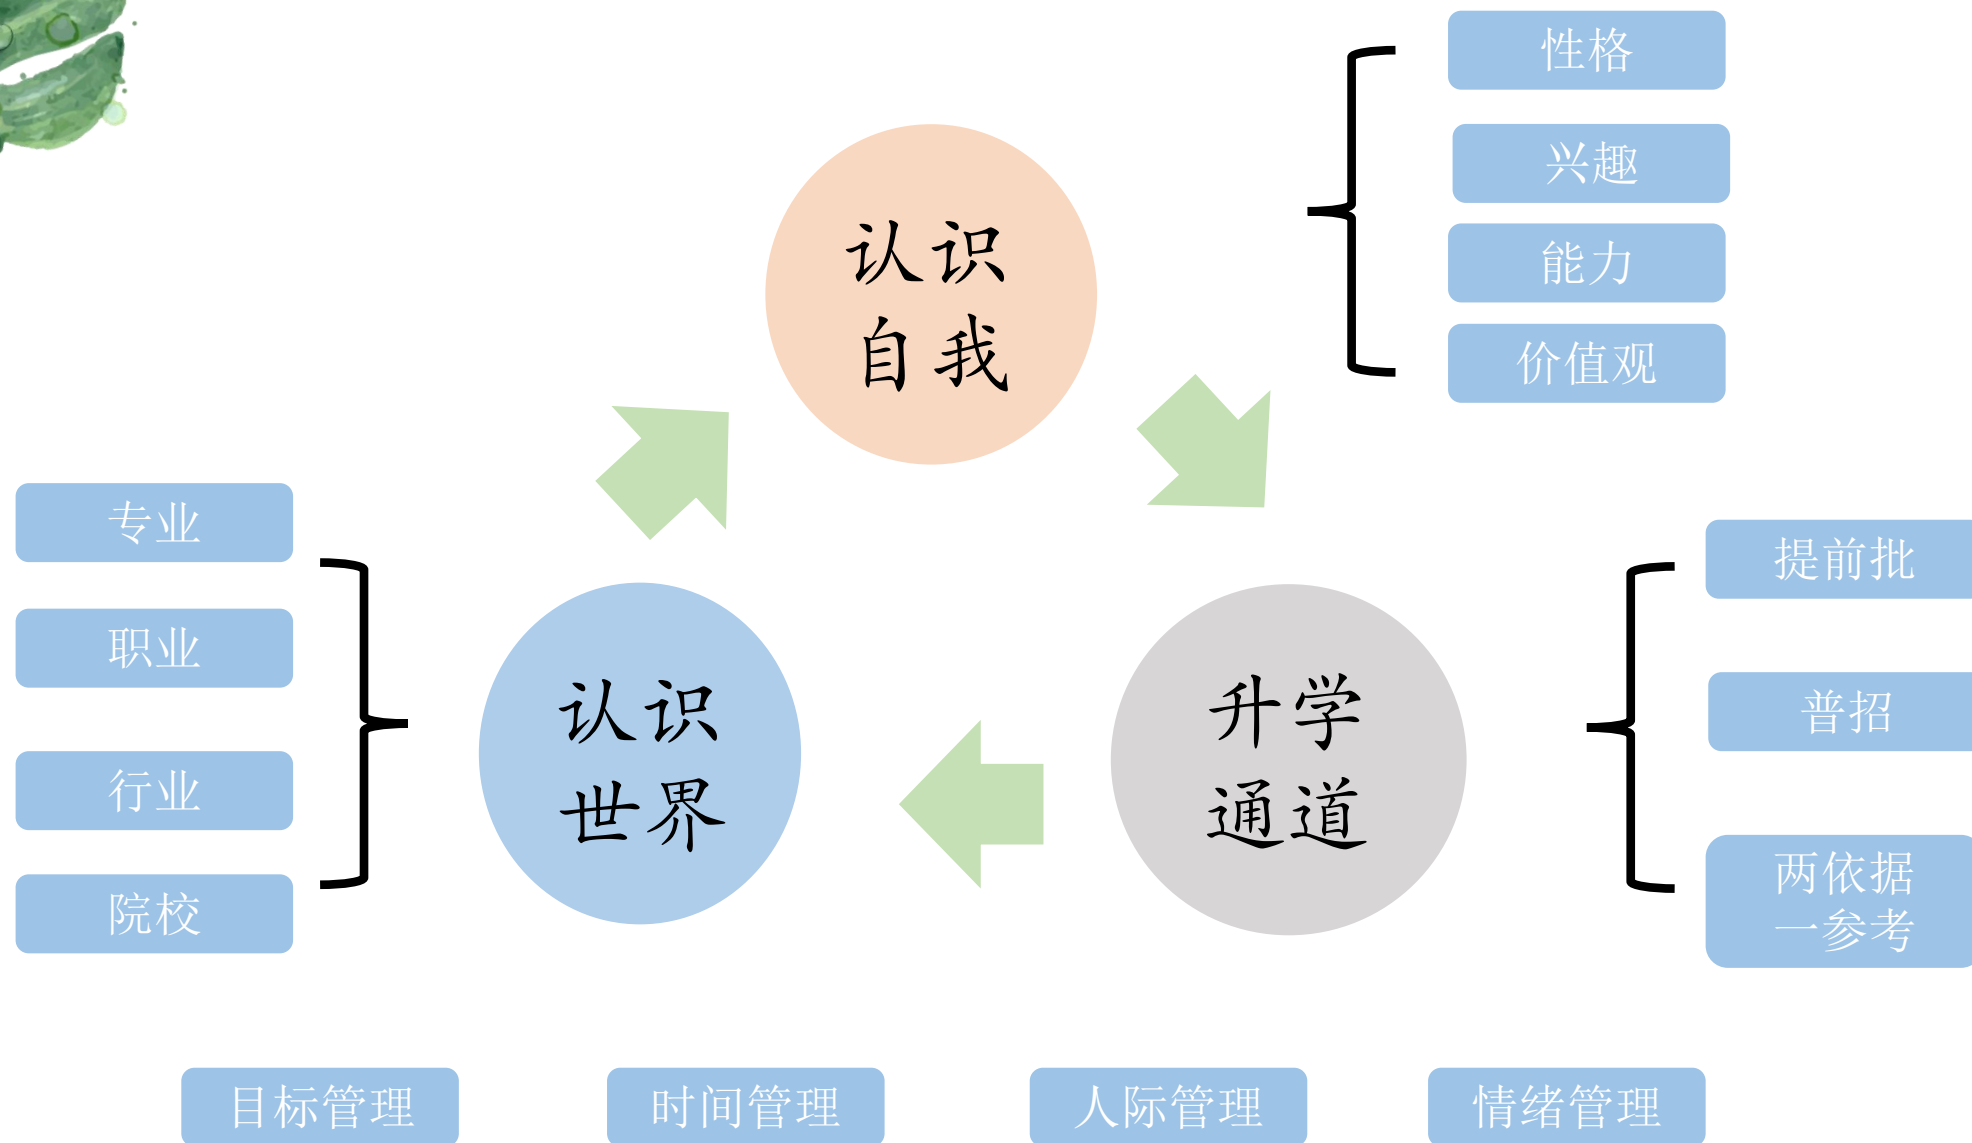 性格
兴趣
能力
价值观
认识
自我
专业
职业
行业
院校
认识
世界
升学
通道
提前批
普招
两依据
一参考
目标管理
时间管理
人际管理
情绪管理